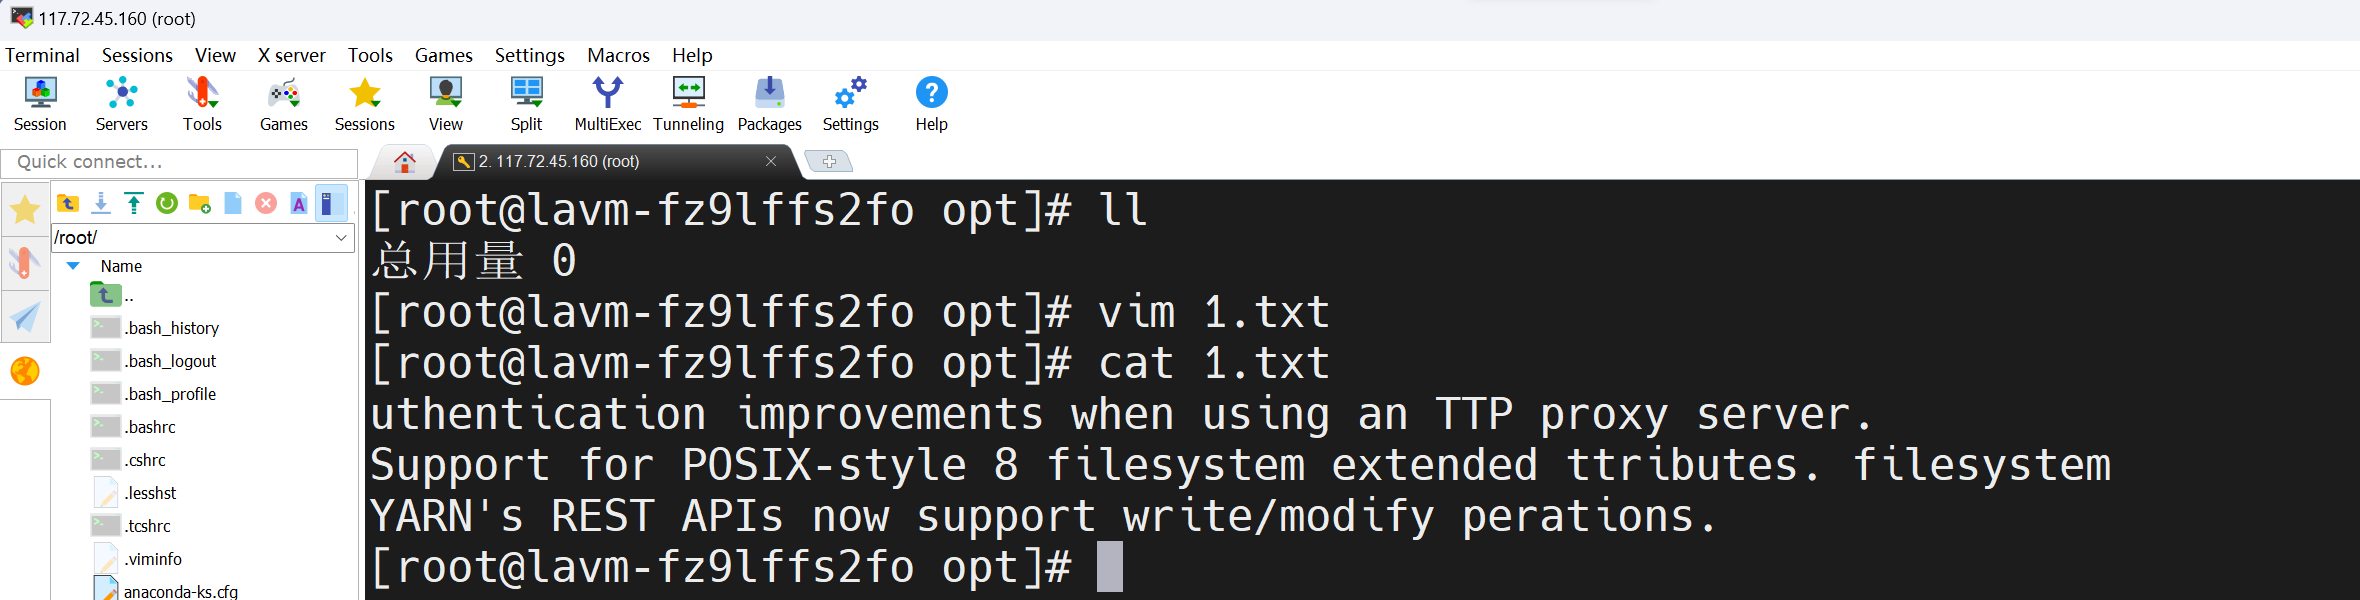 117.72.45.160 (root)
Terminal Sessions View X server Tools Games Settings Macros Help
Session Servers Tools Games Sessions View Split MultiExec Tunneling Packages Settings Help
Quick connect...
2. 117.72.45.160 (root)
/root/
Name
..
.bash_history
.bash_logout
.bash_profile
.bashrc
.cshrc
.lesshst
.tcshrc
.viminfo
anaconda-ks.cfg
[root@lavm-fz9lffs2fo opt]# ll
总用量 0
[root@lavm-fz9lffs2fo opt]# vim 1.txt
[root@lavm-fz9lffs2fo opt]# cat 1.txt
uthentication improvements when using an TTP proxy server.
Support for POSIX-style 8 filesystem extended ttributes. filesystem
YARN's REST APIs now support write/modify perations.
[root@lavm-fz9lffs2fo opt]#